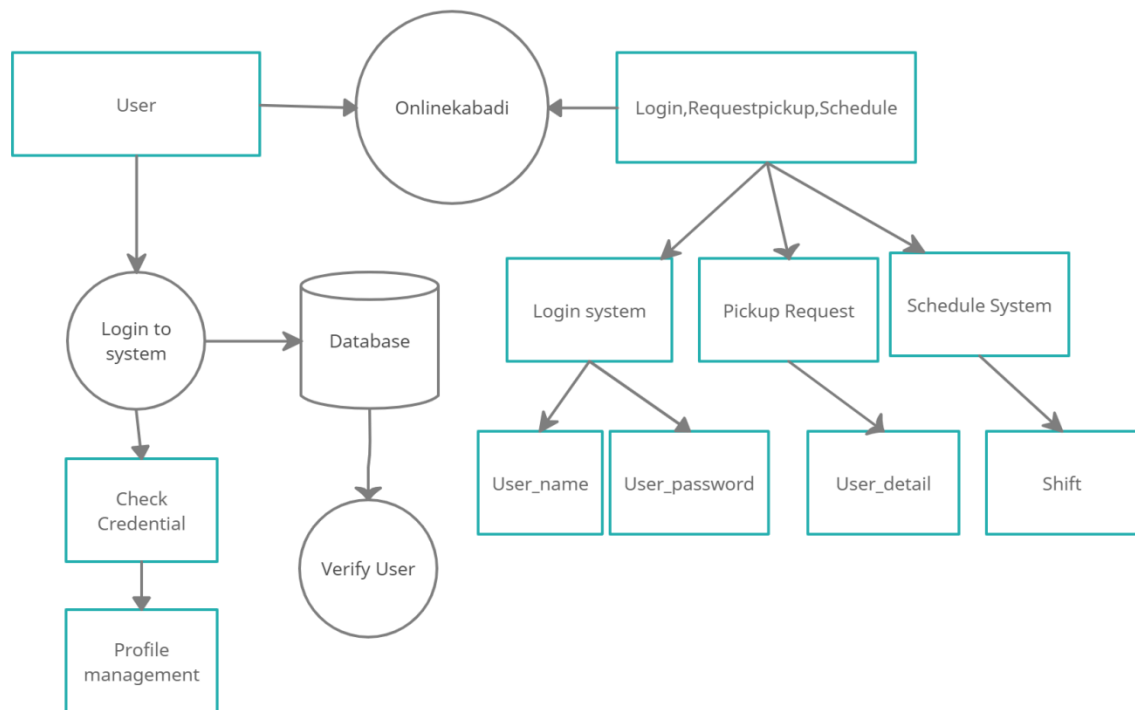 User
Onlinekabadi
Login,Requestpickup,Schedule
Login to
system
Database
Login system
Pickup Request
Schedule System
Check
Credential
Verify User
User_name
User_password
User_detail
Shift
Profile
management